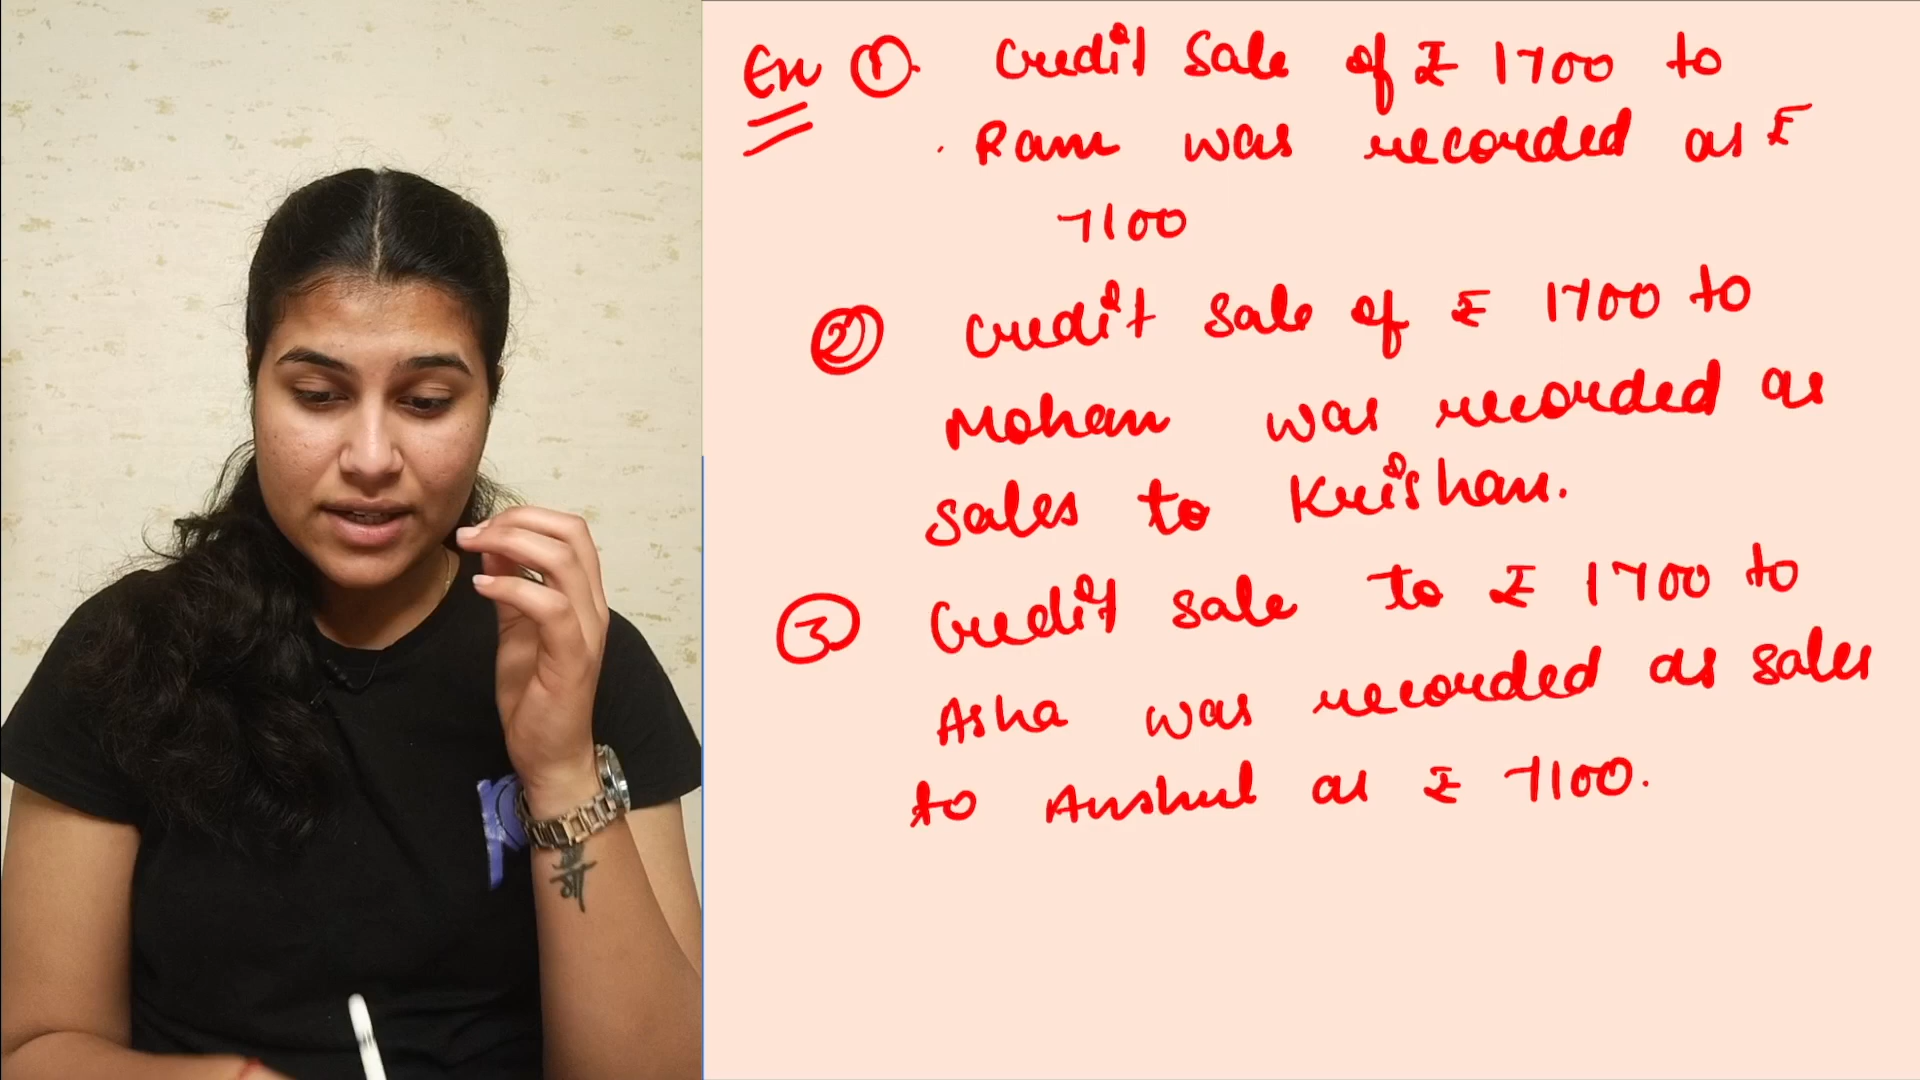 Ex ① Credit Sale of ₹ 1700 to
Ram was recorded as ₹
7100
② Credit Sale of ₹ 1700 to
Mohan was recorded as
sales to Krishan.
③ Credit sale to ₹ 1700 to
Asha was recorded as sales
to Anshul as ₹ 7100.
माँ